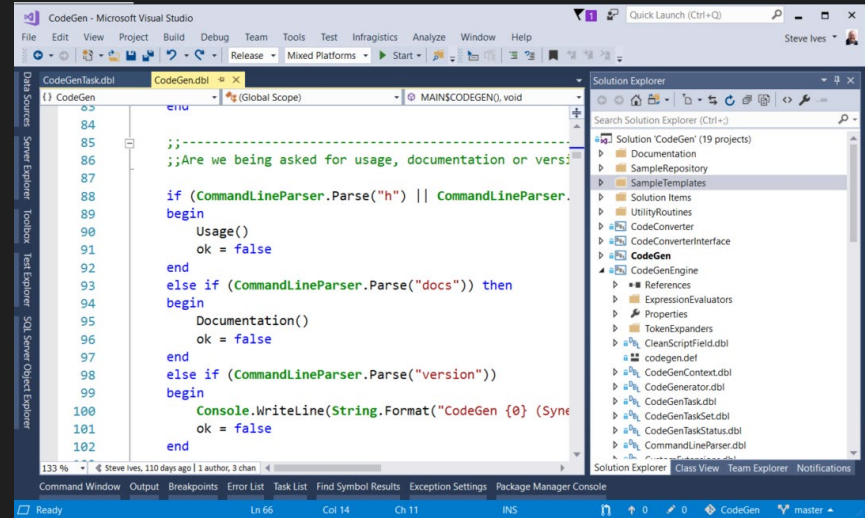 CodeGen - Microsoft Visual Studio
1
Quick Launch (Ctrl+Q)
File Edit View Project Build Debug Team Tools Test Infragistics Analyze Window Help
Steve Ives
Release Mixed Platforms Start
CodeGenTask.dbl CodeGen.dbl
{} CodeGen (Global Scope) MAIN$CODEGEN(), void
83 end
84
85 ;;--------------------------------------------------------
86 ;;Are we being asked for usage, documentation or versi
87
88 if (CommandLineParser.Parse("h") || CommandLineParser.
89 begin
90 Usage()
91 ok = false
92 end
93 else if (CommandLineParser.Parse("docs")) then
94 begin
95 Documentation()
96 ok = false
97 end
98 else if (CommandLineParser.Parse("version"))
99 begin
100 Console.WriteLine(String.Format("CodeGen {0} (Syne
101 ok = false
102 end
133 % Steve Ives, 110 days ago | 1 author, 3 chan
Data Sources
Server Explorer
Toolbox
Test Explorer
SQL Server Object Explorer
Solution Explorer
Search Solution Explorer (Ctrl+;)
Solution 'CodeGen' (19 projects)
Documentation
SampleRepository
SampleTemplates
Solution Items
UtilityRoutines
CodeConverter
CodeConverterInterface
CodeGen
CodeGenEngine
References
ExpressionEvaluators
Properties
TokenExpanders
CleanScriptField.dbl
codegen.def
CodeGenContext.dbl
CodeGenerator.dbl
CodeGenTask.dbl
CodeGenTaskSet.dbl
CodeGenTaskStatus.dbl
CommandLineParser.dbl
Solution Explorer Class View Team Explorer Notifications
Command Window Output Breakpoints Error List Task List Find Symbol Results Exception Settings Package Manager Console
Ready Ln 66 Col 14 Ch 11 INS 0 0 CodeGen master